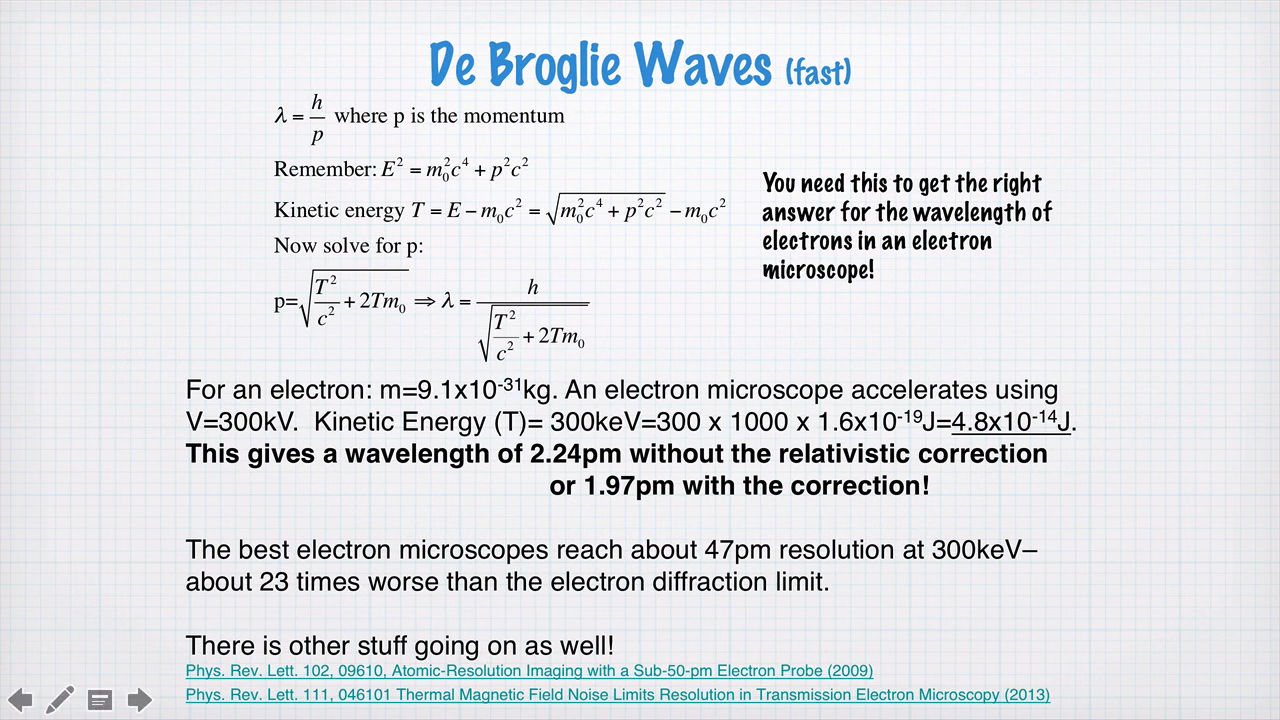 De Broglie Waves (fast)
λ = h/p where p is the momentum
Remember: E² = m₀²c⁴ + p²c²
Kinetic energy T = E − m₀c² = √(m₀²c⁴ + p²c²) − m₀c²
Now solve for p:
p=√(T²/c² + 2Tm₀) ⇒ λ = h/√(T²/c² + 2Tm₀)
You need this to get the right
answer for the wavelength of
electrons in an electron
microscope!
For an electron: m=9.1x10⁻³¹kg. An electron microscope accelerates using
V=300kV. Kinetic Energy (T)= 300keV=300 x 1000 x 1.6x10⁻¹⁹J=4.8x10⁻¹⁴J.
This gives a wavelength of 2.24pm without the relativistic correction
or 1.97pm with the correction!
The best electron microscopes reach about 47pm resolution at 300keV–
about 23 times worse than the electron diffraction limit.
There is other stuff going on as well!
Phys. Rev. Lett. 102, 09610, Atomic-Resolution Imaging with a Sub-50-pm Electron Probe (2009)
Phys. Rev. Lett. 111, 046101 Thermal Magnetic Field Noise Limits Resolution in Transmission Electron Microscopy (2013)